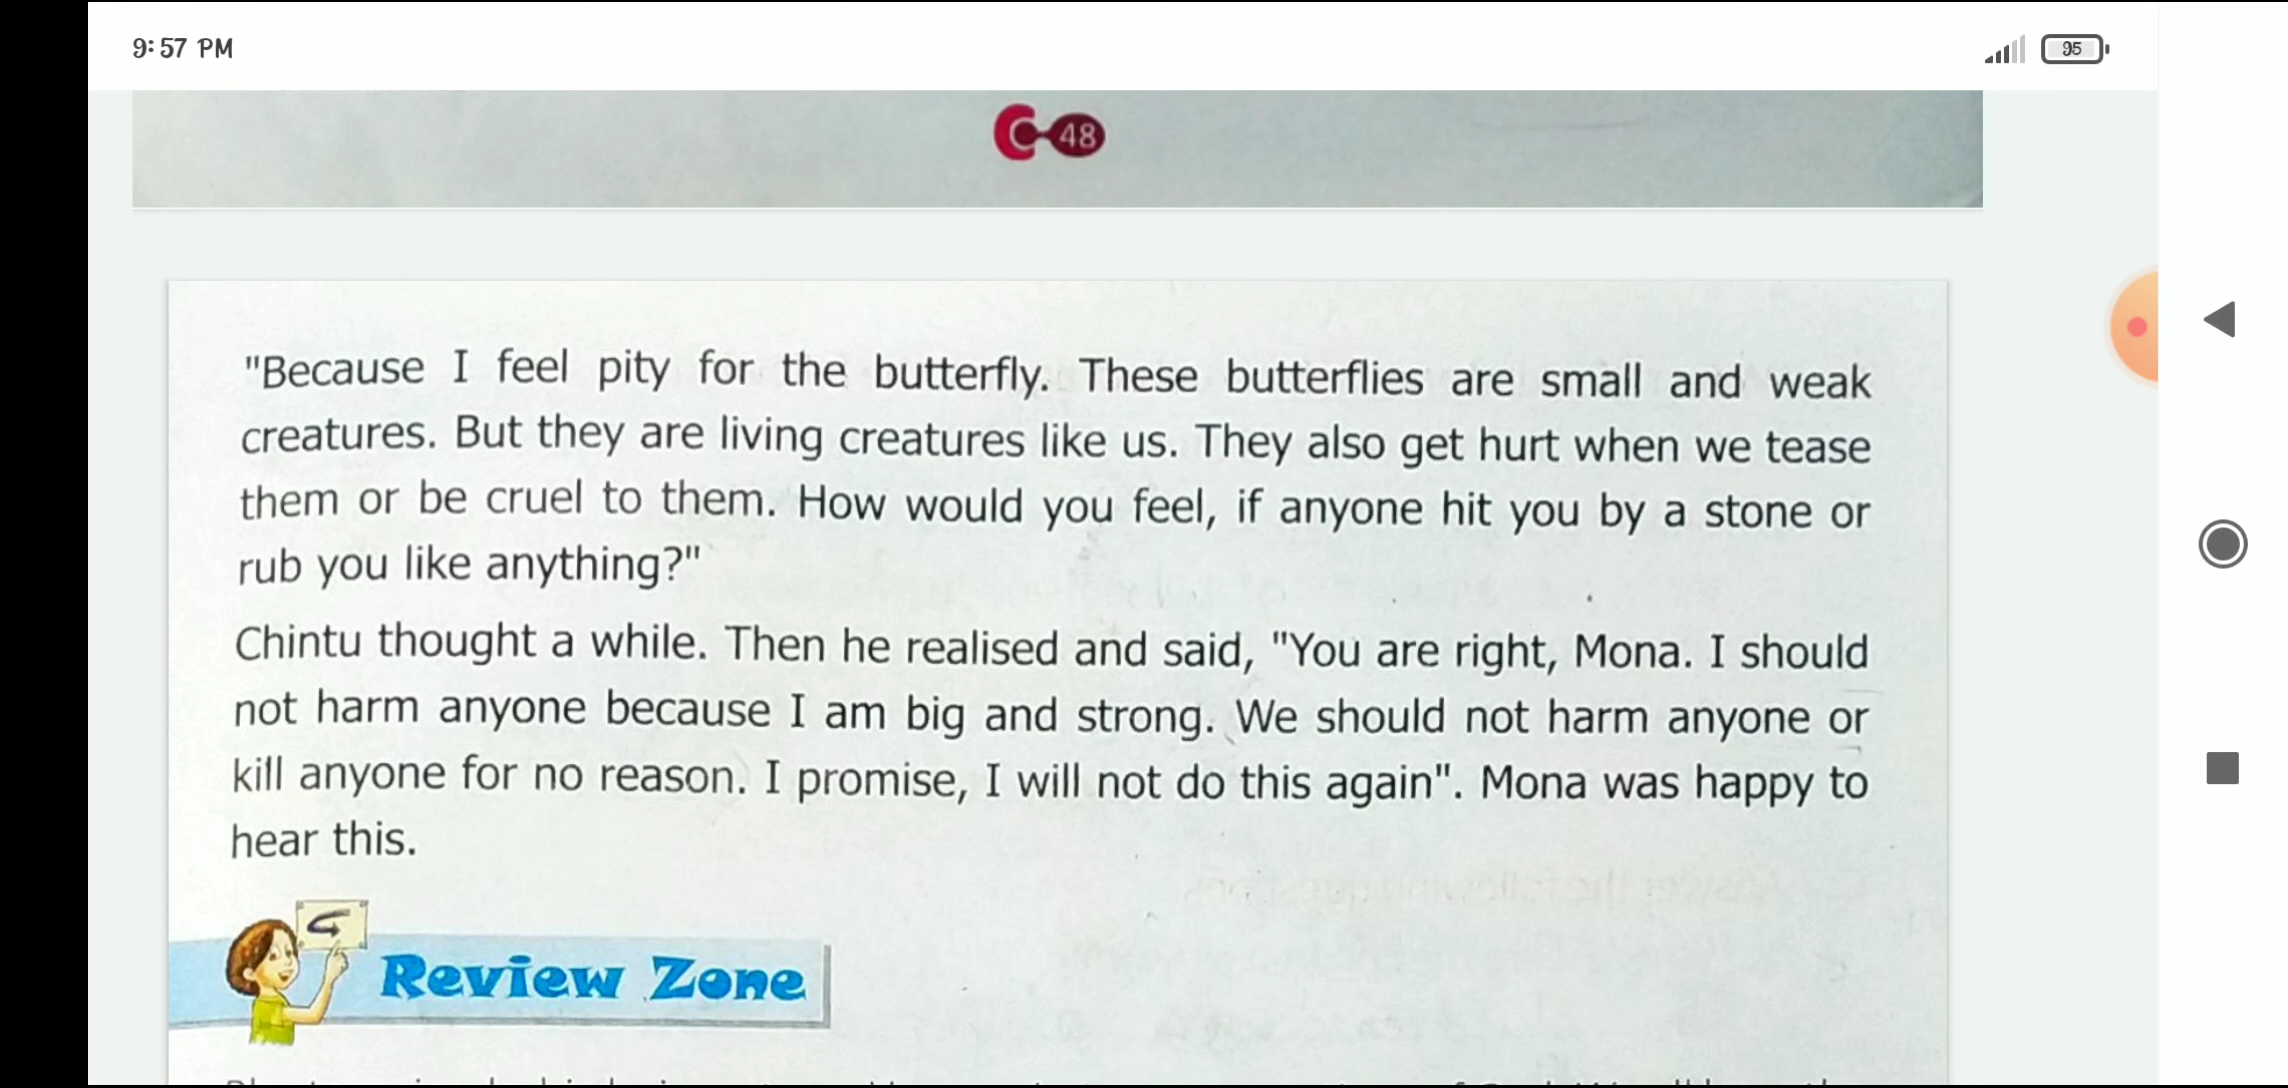 9:57 PM
95
C-48
"Because I feel pity for the butterfly. These butterflies are small and weak
creatures. But they are living creatures like us. They also get hurt when we tease
them or be cruel to them. How would you feel, if anyone hit you by a stone or
rub you like anything?"
Chintu thought a while. Then he realised and said, "You are right, Mona. I should
not harm anyone because I am big and strong. We should not harm anyone or
kill anyone for no reason. I promise, I will not do this again". Mona was happy to
hear this.
Review Zone